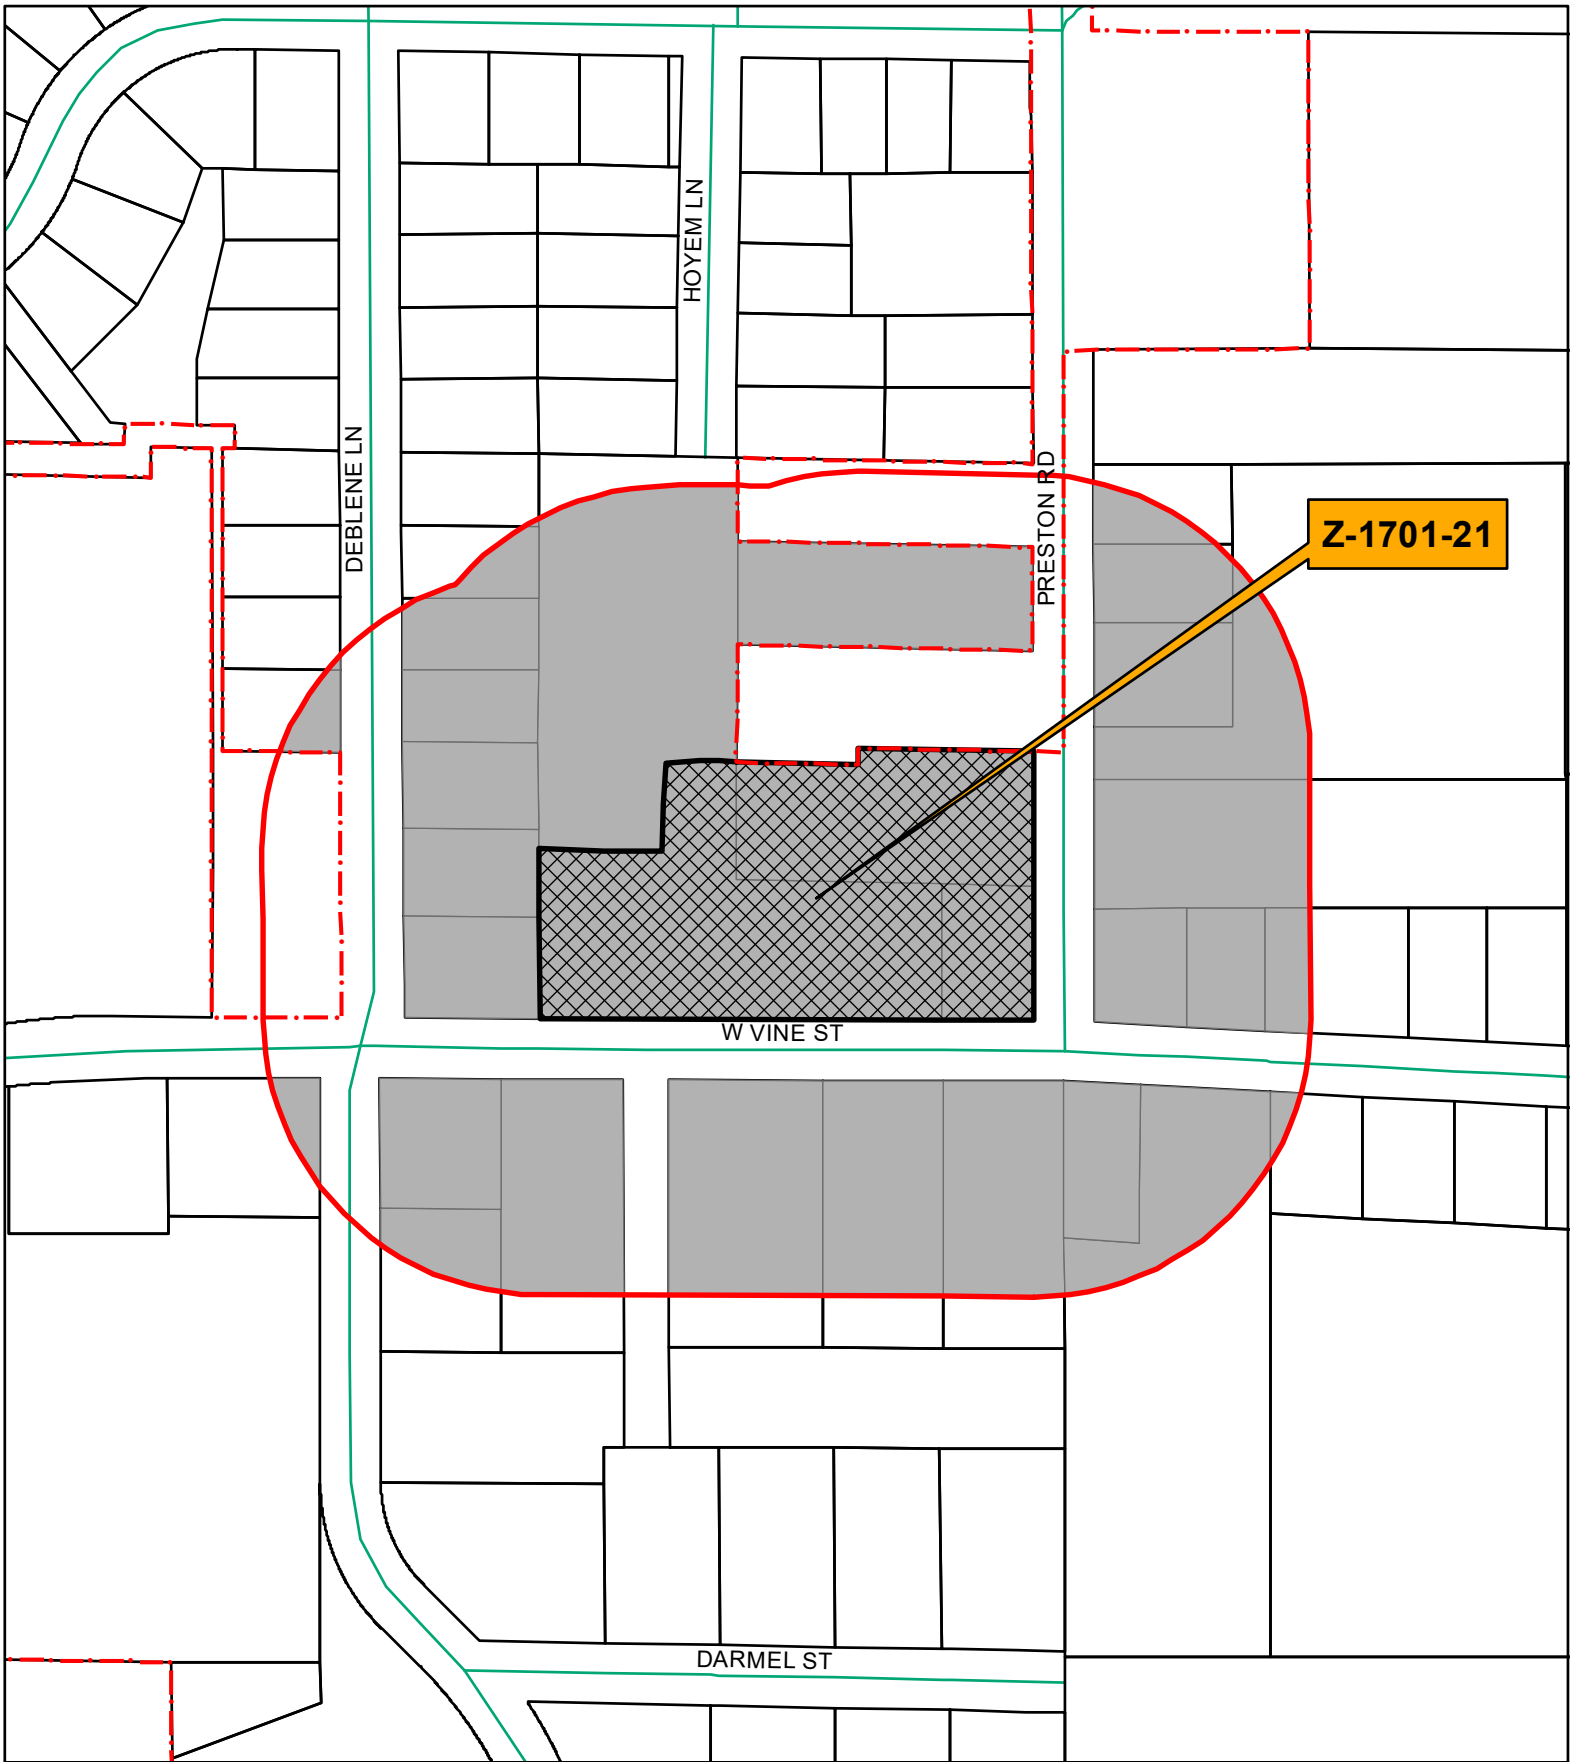 HOYEM LN
DEBLENE LN
PRESTON RD
Z-1701-21
W VINE ST
DARMEL ST